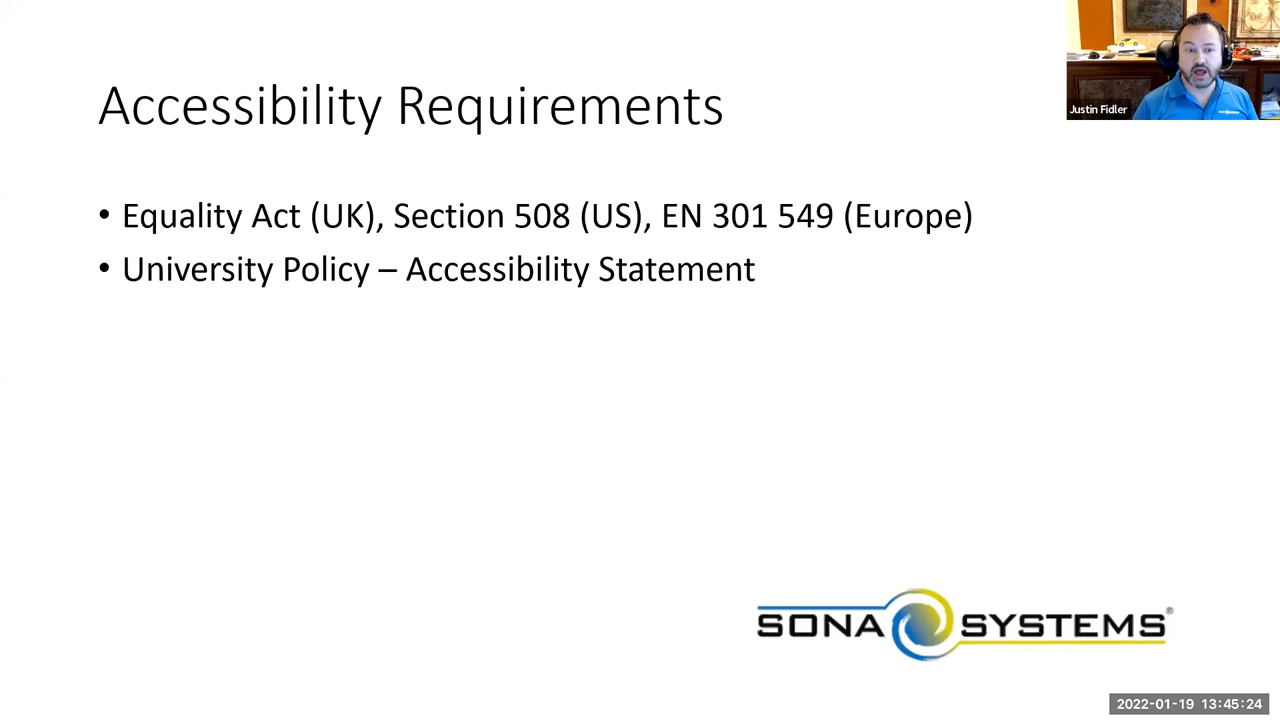 Accessibility Requirements
Justin Fidler
• Equality Act (UK), Section 508 (US), EN 301 549 (Europe)
• University Policy – Accessibility Statement
SONA SYSTEMS®
2022-01-19 13:45:24